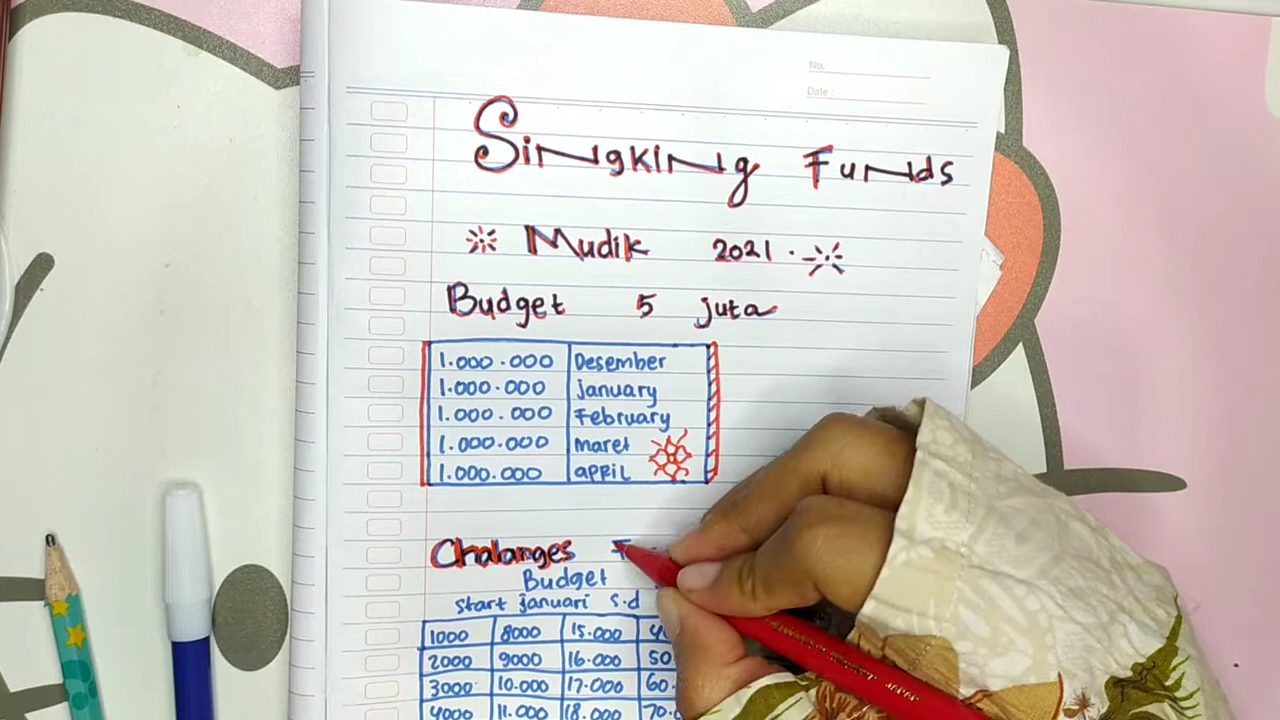 No.
Date :
Singking Funds
Mudik 2021.
Budget 5 juta
1.000.000 Desember
1.000.000 january
1.000.000 February
1.000.000 maret
1.000.000 april
Chalanges
Budget
start januari s.d
1000 8000 15.000
2000 9000 16.000
3000 10.000 17.000
4000 11.000 18.000